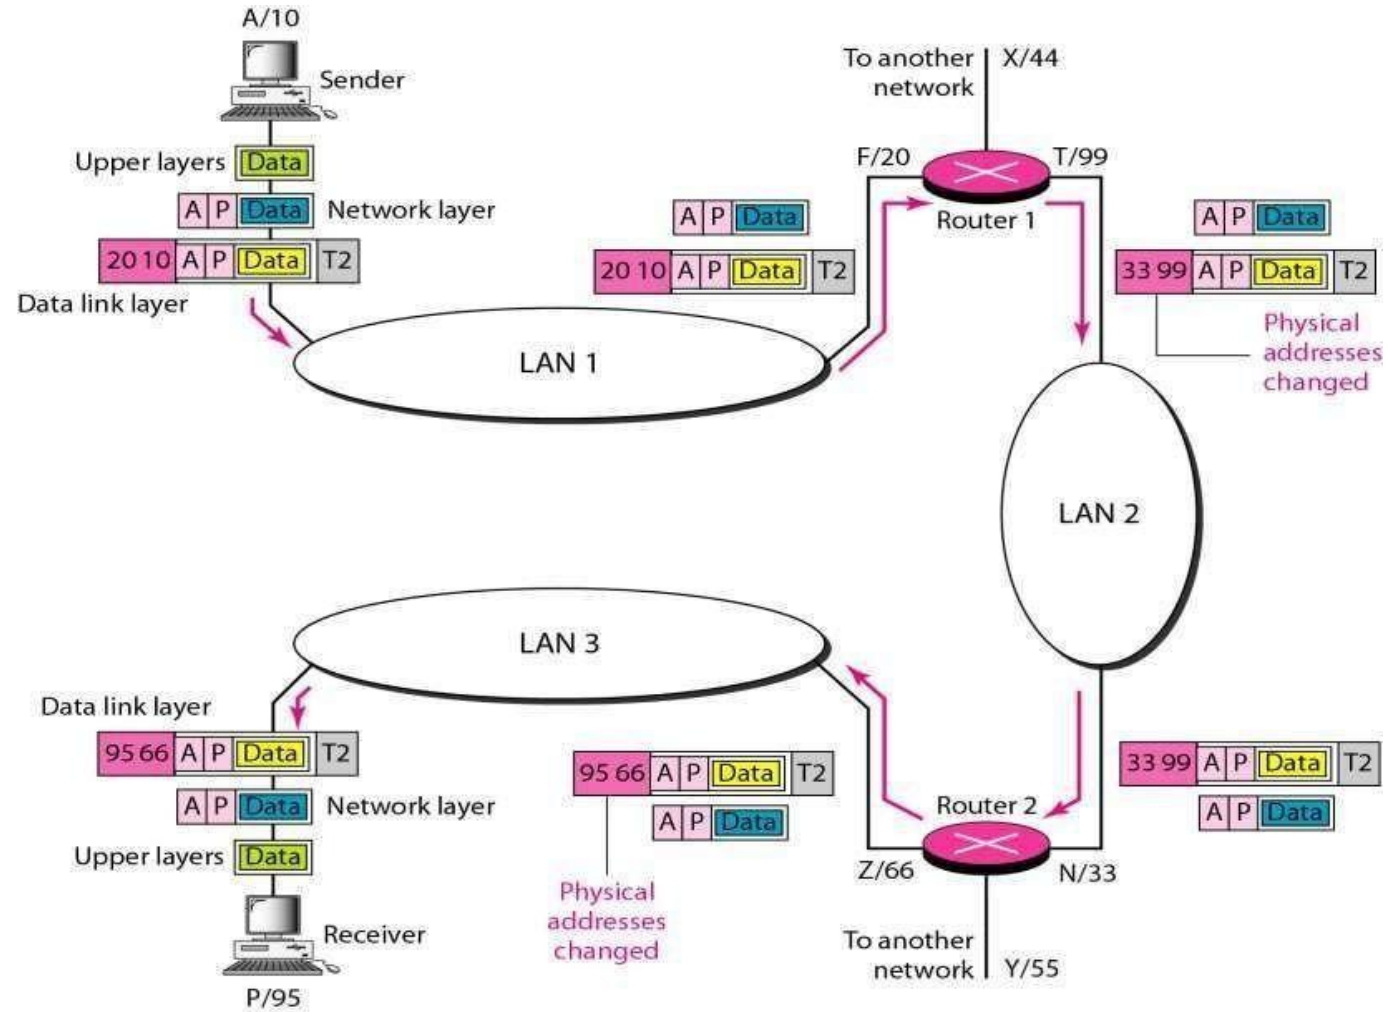 A/10
Sender
Upper layers Data
A P Data Network layer
20 10 A P Data T2
Data link layer
LAN 1
A P Data
20 10 A P Data T2
To another
network
X/44
F/20
T/99
Router 1
A P Data
33 99 A P Data T2
Physical
addresses
changed
LAN 2
33 99 A P Data T2
A P Data
Router 2
Z/66
N/33
To another
network
Y/55
95 66 A P Data T2
A P Data
Physical
addresses
changed
LAN 3
Data link layer
95 66 A P Data T2
A P Data Network layer
Upper layers Data
Receiver
P/95